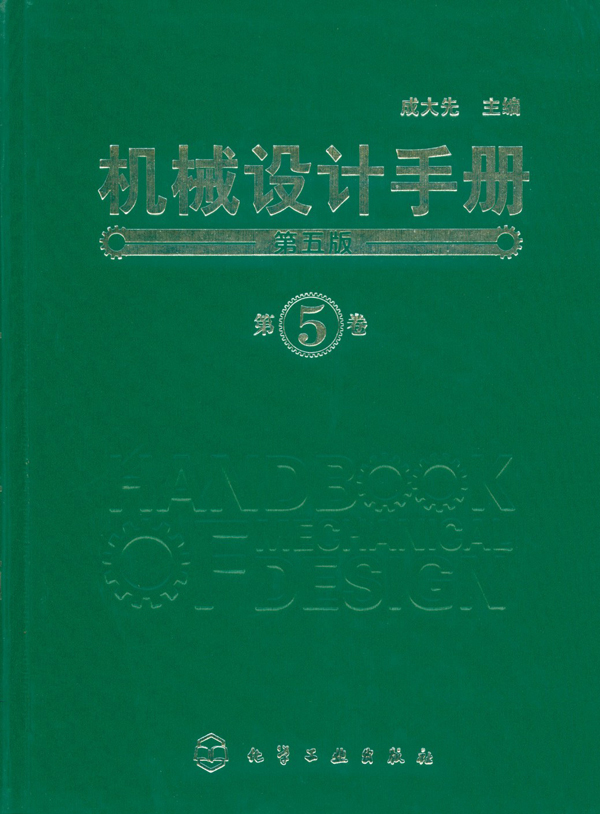 成大先 主编
机械设计手册
第五版
第5卷
HANDBOOK
OF MECHANICAL
DESIGN
化学工业出版社